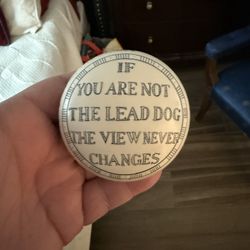 IF
YOU ARE NOT
THE LEAD DOG
THE VIEW NEVER
CHANGES